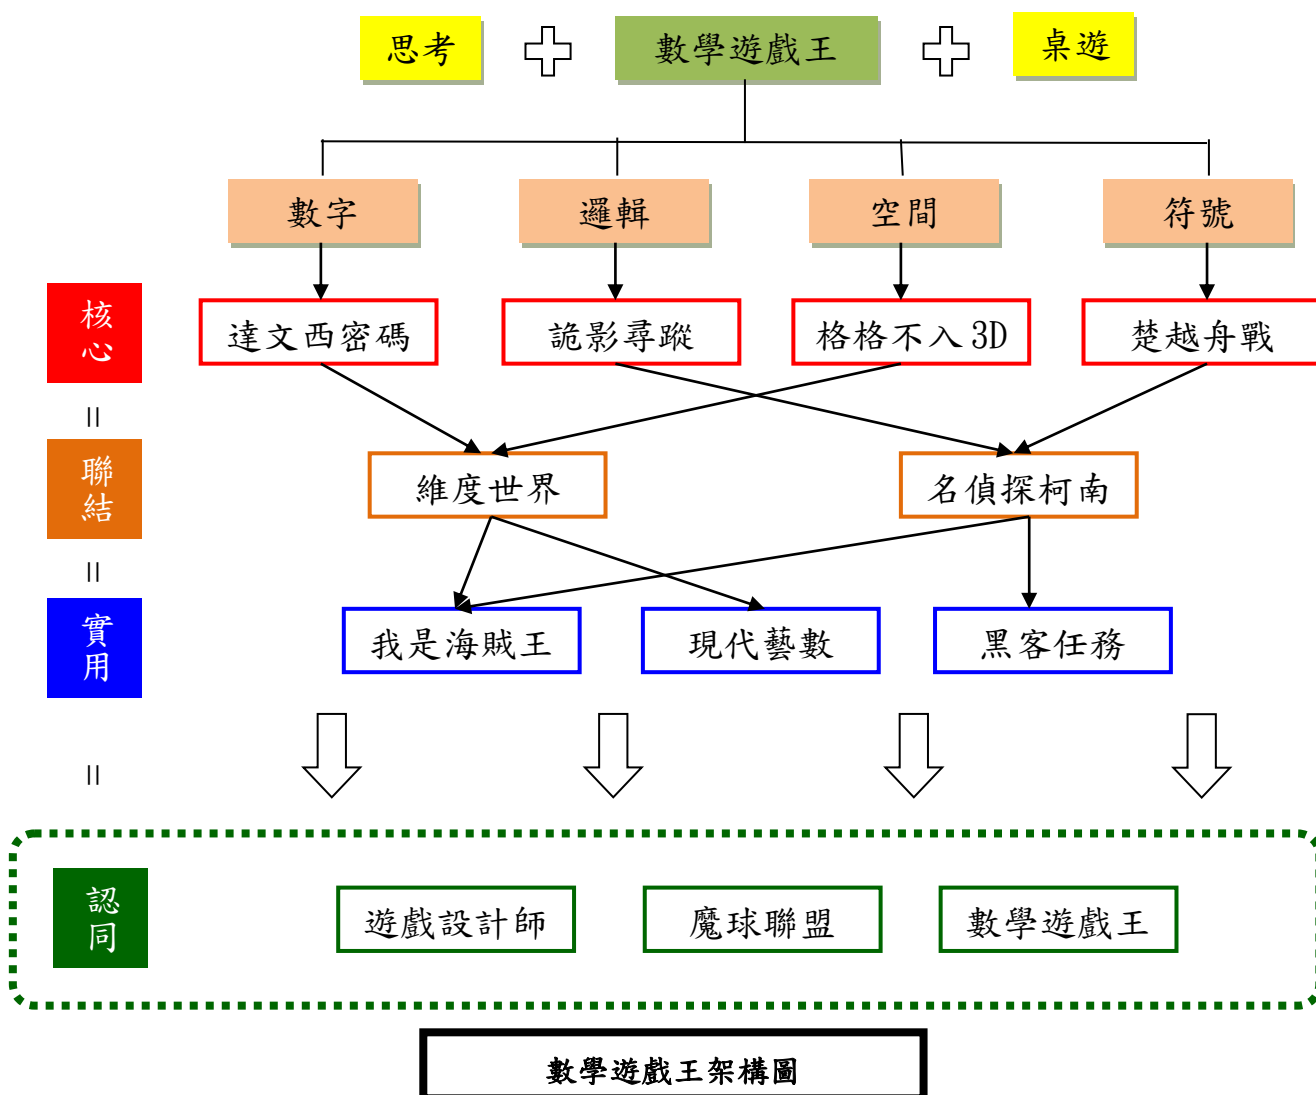 思考 數學遊戲王 桌遊
數字 邏輯 空間 符號
核心
達文西密碼 詭影尋蹤 格格不入3D 楚越舟戰
=
聯結
維度世界 名偵探柯南
=
實用
我是海賊王 現代藝數 黑客任務
=
認同
遊戲設計師 魔球聯盟 數學遊戲王
數學遊戲王架構圖